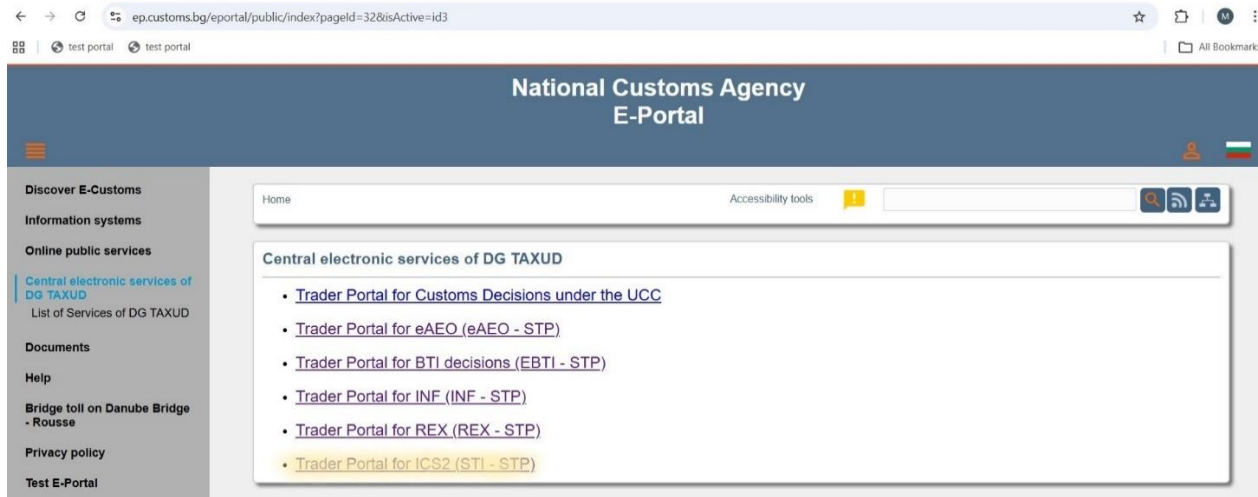 ep.customs.bg/eportal/public/index?pageId=32&isActive=id3
M
test portal test portal
All Bookmark
National Customs Agency
E-Portal
Discover E-Customs
Information systems
Online public services
Central electronic services of
DG TAXUD
List of Services of DG TAXUD
Documents
Help
Bridge toll on Danube Bridge
- Rousse
Privacy policy
Test E-Portal
Home
Accessibility tools
Central electronic services of DG TAXUD
• Trader Portal for Customs Decisions under the UCC
• Trader Portal for eAEO (eAEO - STP)
• Trader Portal for BTI decisions (EBTI - STP)
• Trader Portal for INF (INF - STP)
• Trader Portal for REX (REX - STP)
• Trader Portal for ICS2 (STI - STP)